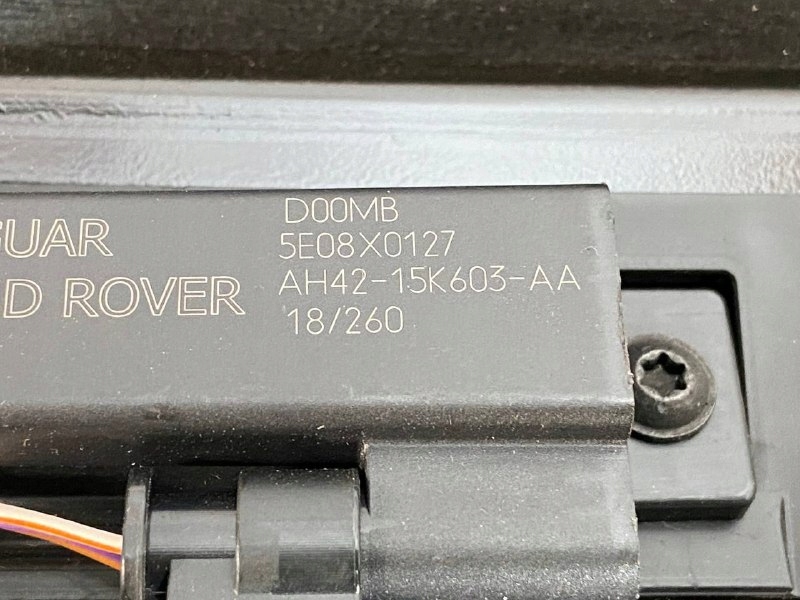 GUAR
D ROVER
D00MB
5E08X0127
AH42-15K603-AA
18/260